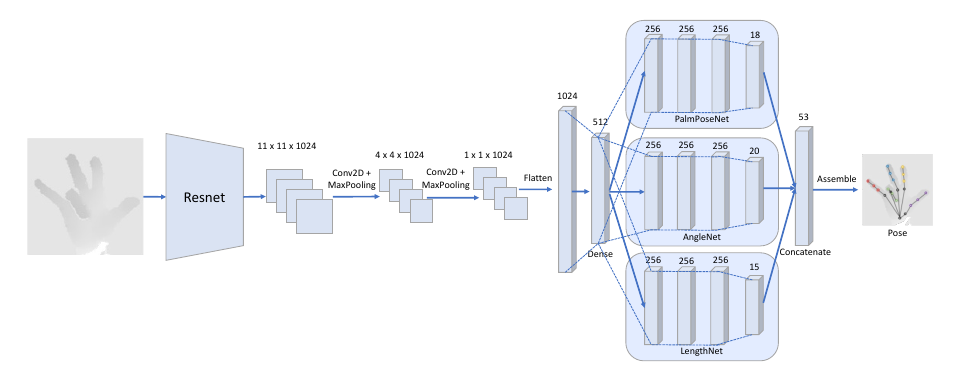 Resnet
11 x 11 x 1024
Conv2D +
MaxPooling
4 x 4 x 1024
Conv2D +
MaxPooling
1 x 1 x 1024
Flatten
1024
512
Dense
256
256
256
18
PalmPoseNet
256
256
256
20
AngleNet
256
256
256
15
LengthNet
53
Concatenate
Assemble
Pose